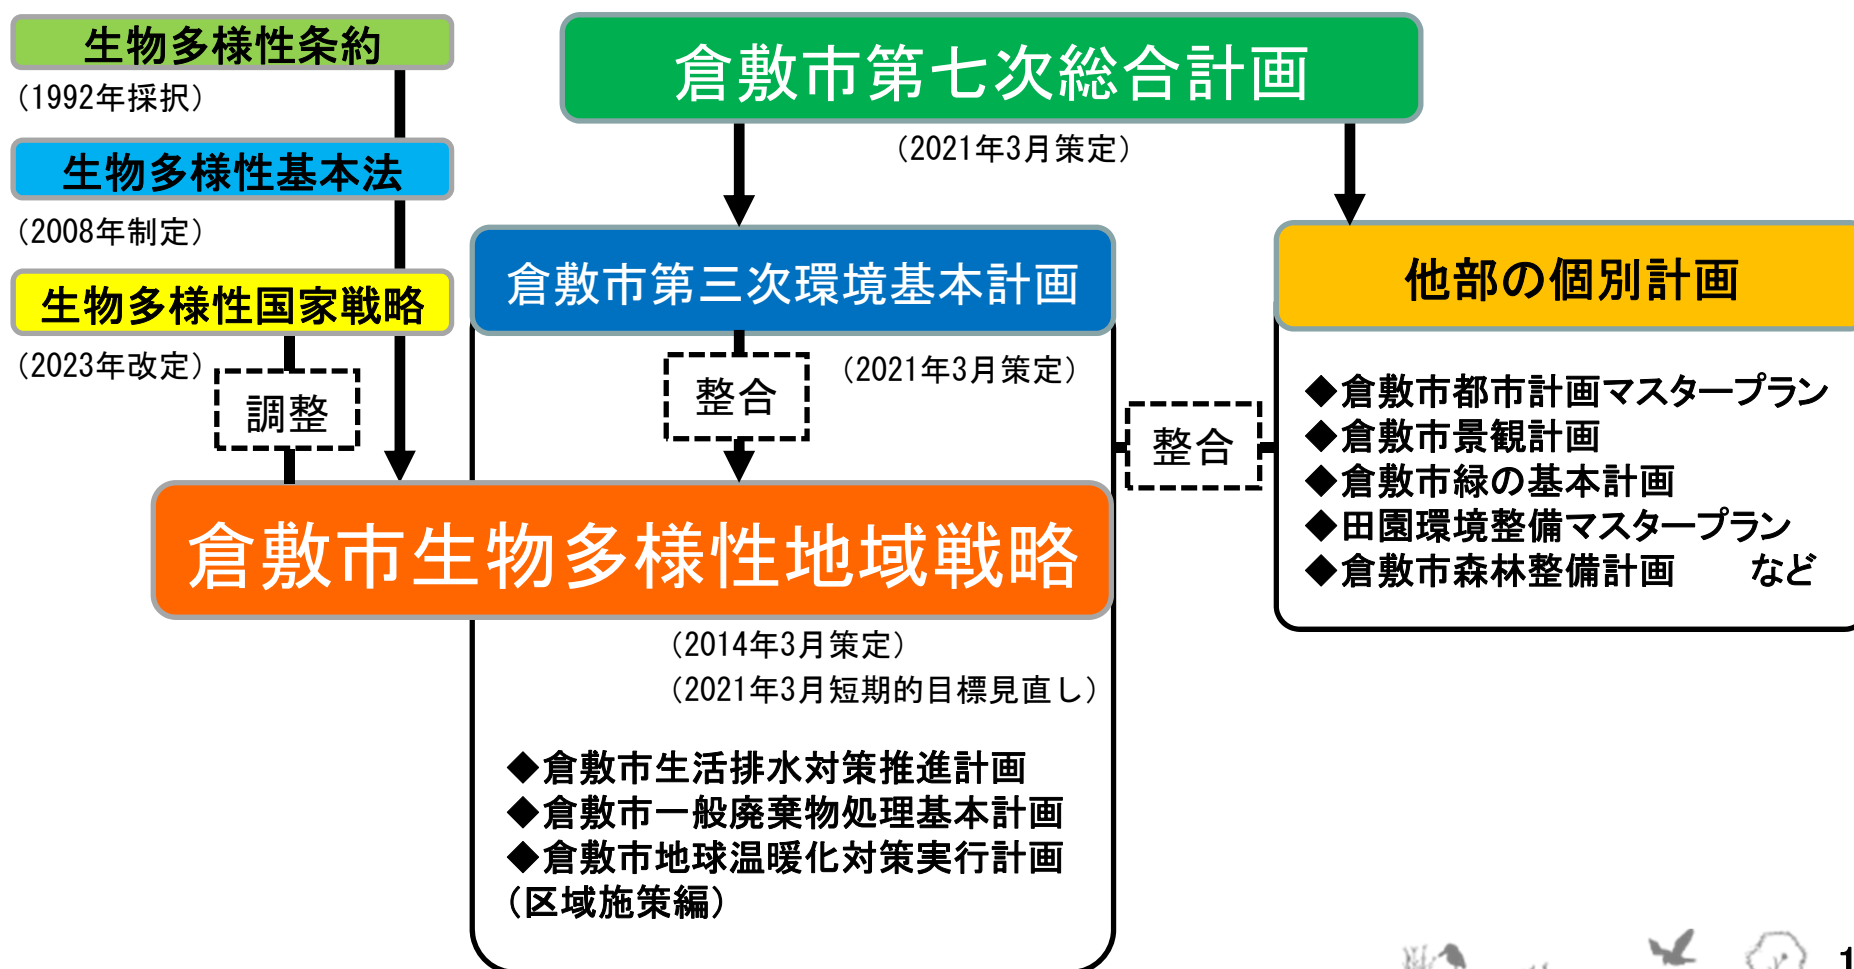 生物多様性条約
（1992年採択）
生物多様性基本法
（2008年制定）
生物多様性国家戦略
（2023年改定）
調整
倉敷市第七次総合計画
（2021年3月策定）
倉敷市第三次環境基本計画
（2021年3月策定）
整合
整合
他部の個別計画
◆倉敷市都市計画マスタープラン
◆倉敷市景観計画
◆倉敷市緑の基本計画
◆田園環境整備マスタープラン
◆倉敷市森林整備計画　　など
倉敷市生物多様性地域戦略
（2014年3月策定）
（2021年3月短期的目標見直し）
◆倉敷市生活排水対策推進計画
◆倉敷市一般廃棄物処理基本計画
◆倉敷市地球温暖化対策実行計画
（区域施策編）
1